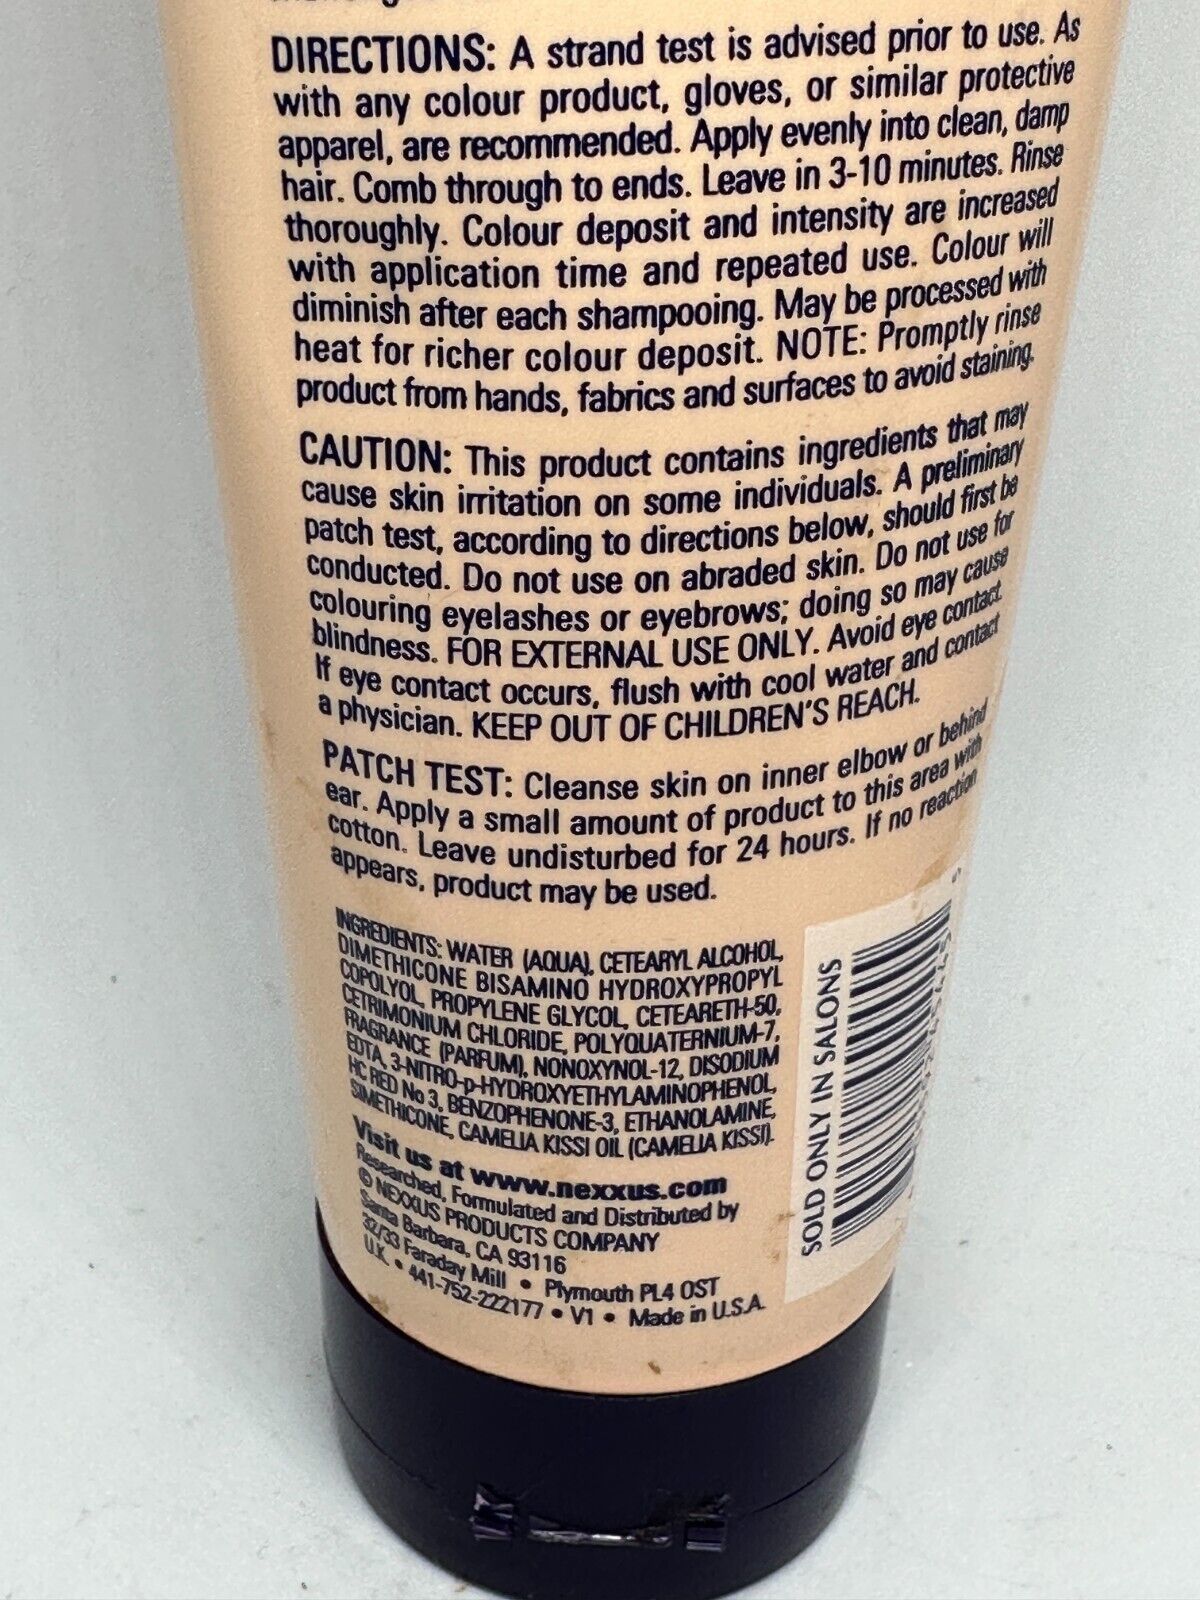 DIRECTIONS: A strand test is advised prior to use. As
with any colour product, gloves, or similar protective
apparel, are recommended. Apply evenly into clean, damp
hair. Comb through to ends. Leave in 3-10 minutes. Rinse
thoroughly. Colour deposit and intensity are increased
with application time and repeated use. Colour will
diminish after each shampooing. May be processed with
heat for richer colour deposit. NOTE: Promptly rinse
product from hands, fabrics and surfaces to avoid staining.
CAUTION: This product contains ingredients that may
cause skin irritation on some individuals. A preliminary
patch test, according to directions below, should first be
conducted. Do not use on abraded skin. Do not use for
colouring eyelashes or eyebrows; doing so may cause
blindness. FOR EXTERNAL USE ONLY. Avoid eye contact.
If eye contact occurs, flush with cool water and contact
a physician. KEEP OUT OF CHILDREN'S REACH.
PATCH TEST: Cleanse skin on inner elbow or behind
ear. Apply a small amount of product to this area with
cotton. Leave undisturbed for 24 hours. If no reaction
appears, product may be used.
INGREDIENTS: WATER (AQUA), CETEARYL ALCOHOL,
DIMETHICONE BISAMINO HYDROXYPROPYL
COPOLYOL, PROPYLENE GLYCOL, CETEARETH-50,
CETRIMONIUM CHLORIDE, POLYQUATERNIUM-7,
FRAGRANCE (PARFUM), NONOXYNOL-12, DISODIUM
EDTA, 3-NITRO-p-HYDROXYETHYLAMINOPHENOL,
HC RED No 3, BENZOPHENONE-3, ETHANOLAMINE,
SIMETHICONE, CAMELIA KISSI OIL (CAMELIA KISSI).
Visit us at www.nexxus.com
Researched, Formulated and Distributed by
© NEXXUS PRODUCTS COMPANY
Santa Barbara, CA 93116
32/33 Faraday Mill • Plymouth PL4 OST
U.K. • 441-752-222177 • V1 • Made in U.S.A.
SOLD ONLY IN SALONS